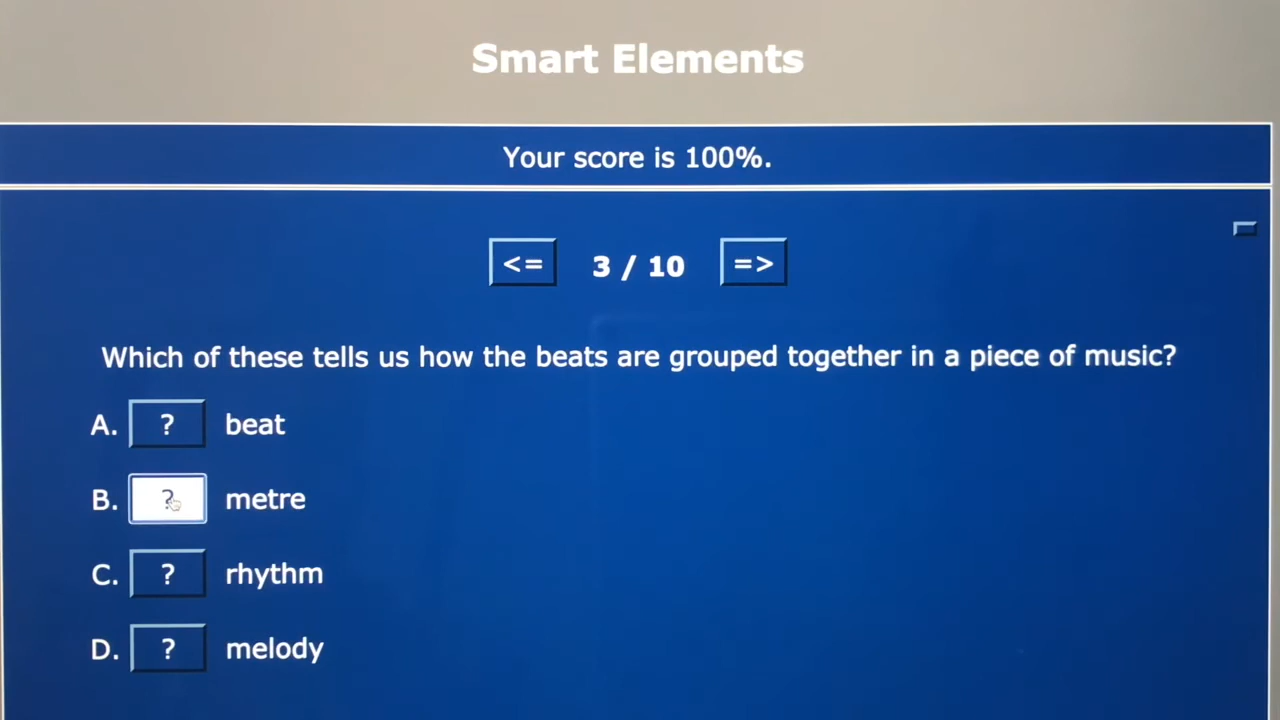 Smart Elements
Your score is 100%.
<= 3 / 10 =>
Which of these tells us how the beats are grouped together in a piece of music?
A. ? beat
B. ? metre
C. ? rhythm
D. ? melody